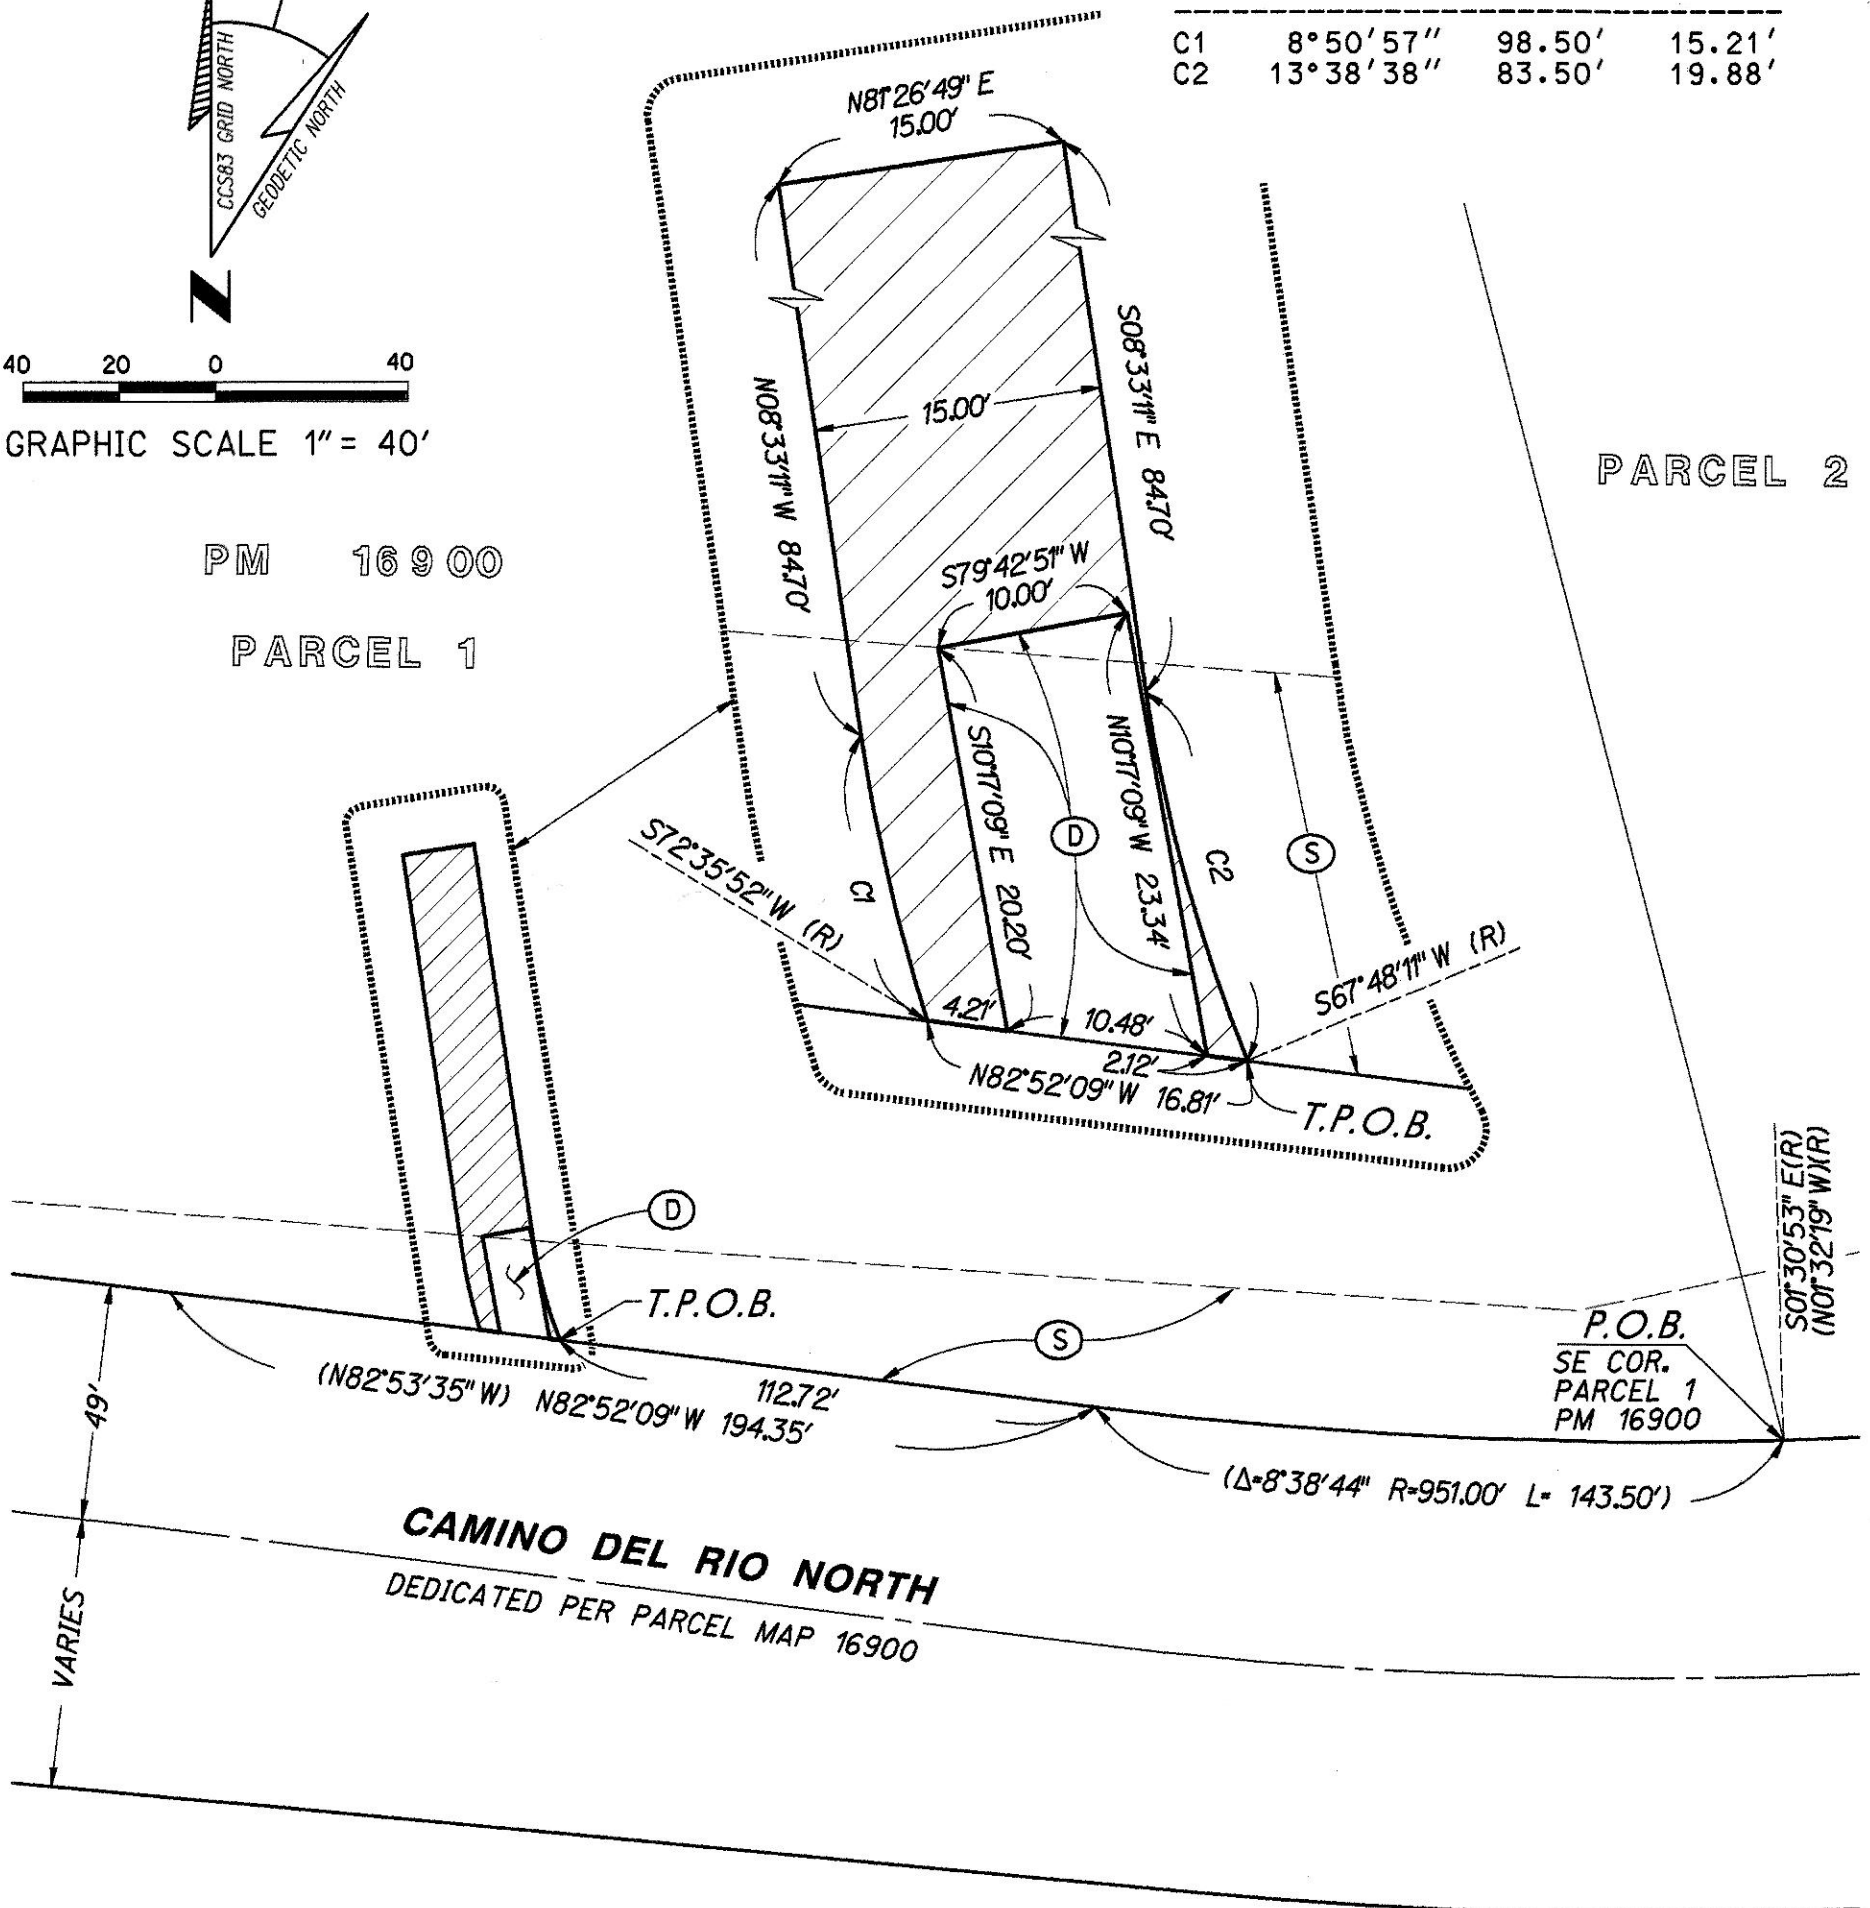 C1 8°50'57" 98.50' 15.21'
C2 13°38'38" 83.50' 19.88'
CCS83 GRID NORTH
GEODETIC NORTH
N
40 20 0 40
GRAPHIC SCALE 1" = 40'
PM 16900
PARCEL 1
PARCEL 2
N81°26'49" E
15.00'
15.00'
N08°33'11" W 84.70'
S08°33'11" E 84.70'
S79°42'51" W
10.00'
S10°17'09" E 20.20'
N10°17'09" W 23.34'
D
C1
C2
S
S72°35'52" W (R)
S67°48'11" W (R)
4.21'
10.48'
2.12'
N82°52'09" W 16.81'
T.P.O.B.
D
T.P.O.B.
S
S01°30'53" E(R)
(N01°32'19" W)(R)
P.O.B.
SE COR.
PARCEL 1
PM 16900
112.72'
(N82°53'35" W) N82°52'09" W 194.35'
(Δ=8°38'44" R=951.00' L= 143.50')
49'
VARIES
CAMINO DEL RIO NORTH
DEDICATED PER PARCEL MAP 16900